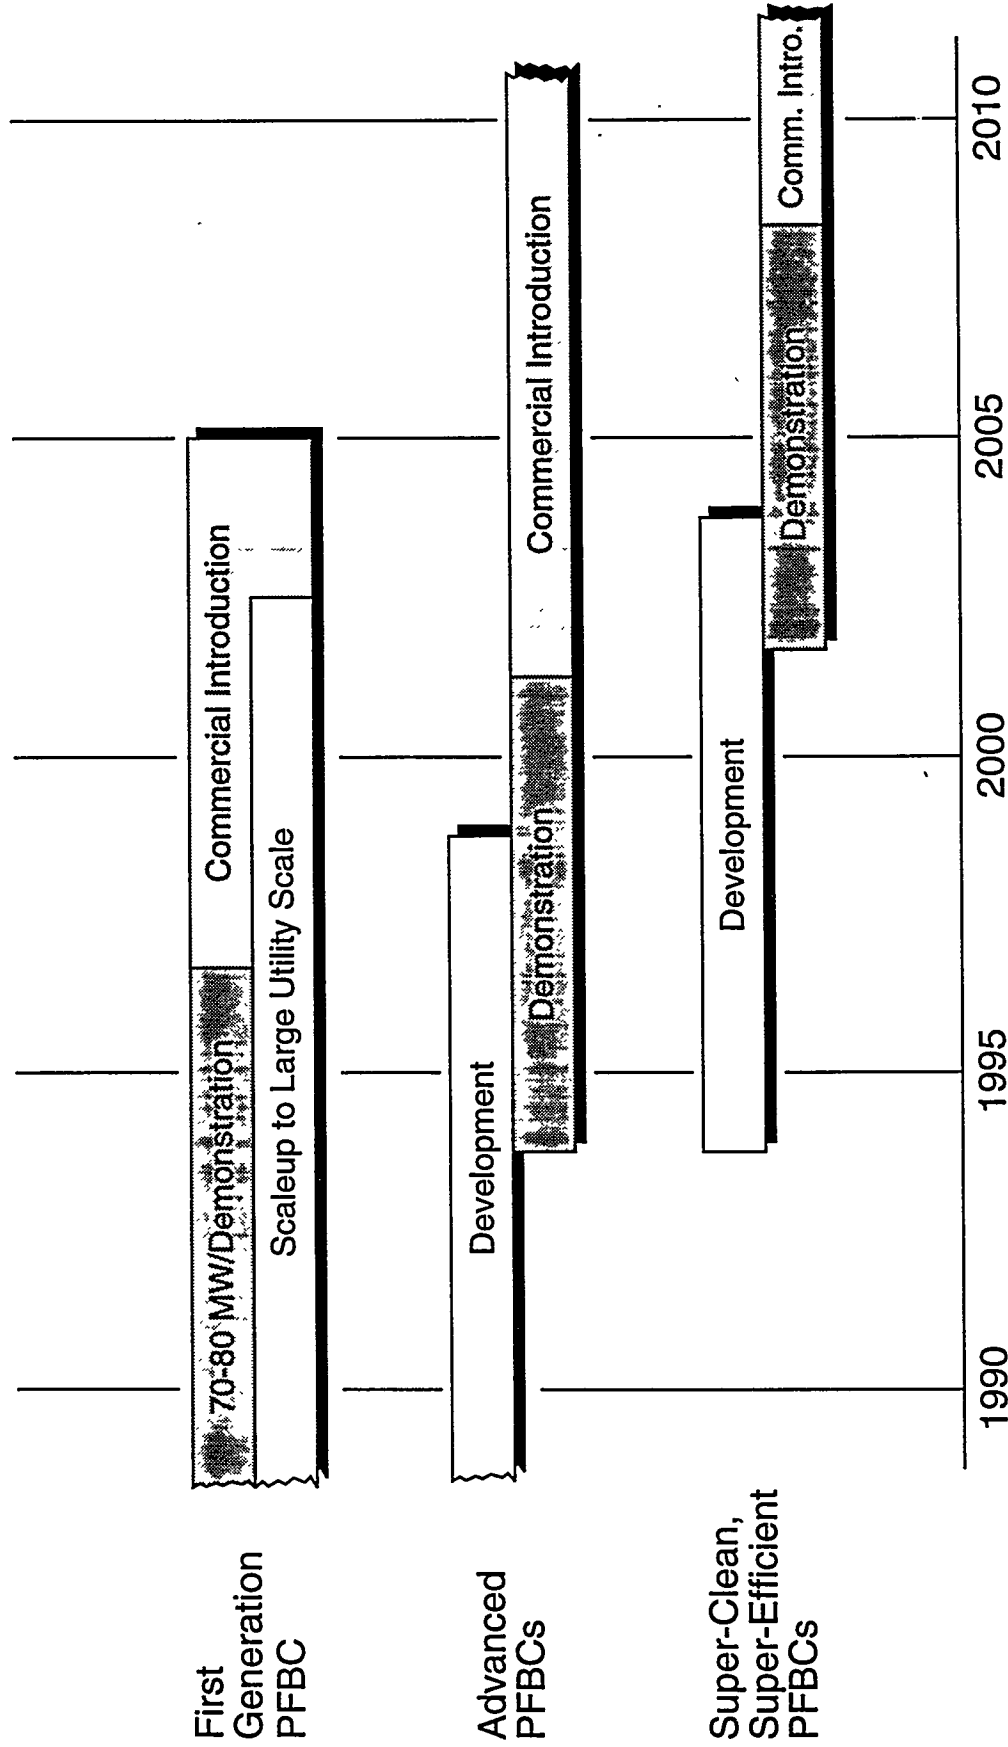 First
Generation
PFBC
70-80 MW/Demonstration
Commercial Introduction
Scaleup to Large Utility Scale
Advanced
PFBCs
Development
Demonstration
Commercial Introduction
Super-Clean,
Super-Efficient
PFBCs
Development
Demonstration
Comm. Intro.
1990
1995
2000
2005
2010